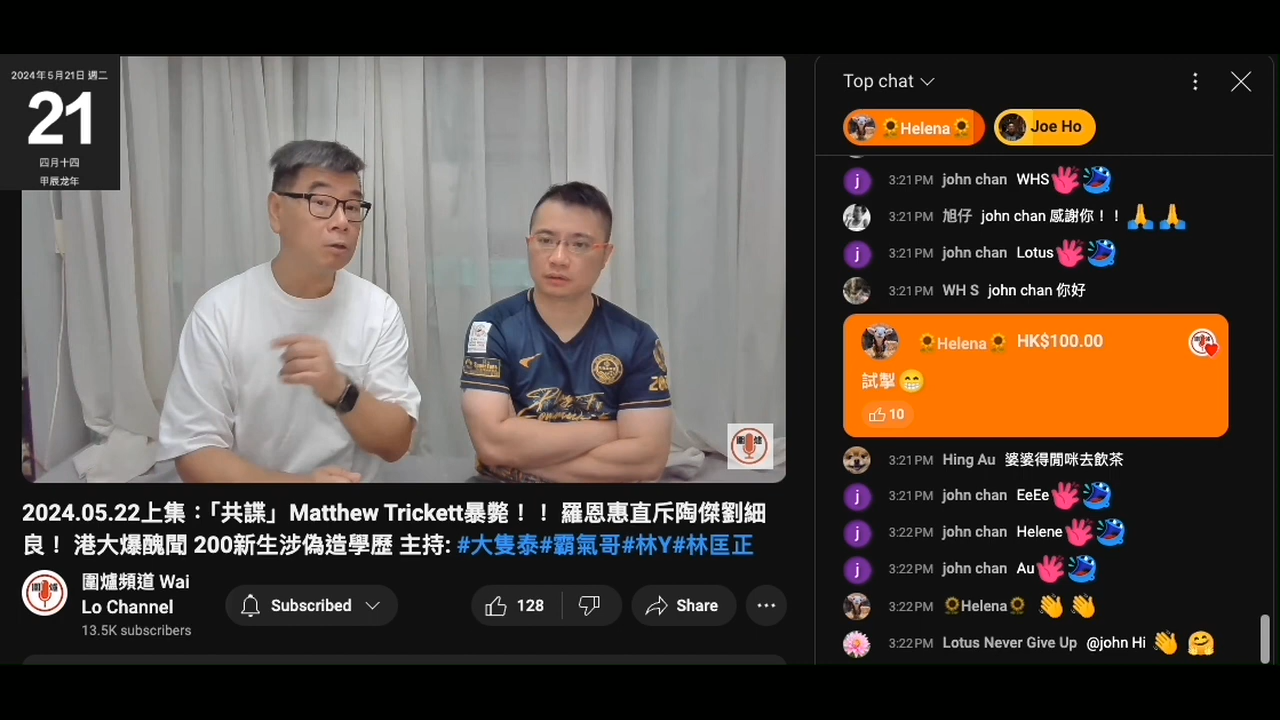 2024年5月21日 週二
21
四月十四
甲辰龙年
圍爐
2024.05.22上集：「共諜」Matthew Trickett暴斃！！ 羅恩惠直斥陶傑劉細
良！ 港大爆醜聞 200新生涉偽造學歷 主持: #大隻泰#霸氣哥#林Y#林匡正
圍爐頻道 Wai
Lo Channel
13.5K subscribers
Subscribed
128
Share
Top chat
🌻Helena🌻
Joe Ho
3:21 PM john chan WHS
3:21 PM 旭仔 john chan 感謝你！！🙏🙏
3:21 PM john chan Lotus
3:21 PM WH S john chan 你好
🌻Helena🌻 HK$100.00
試掣😁
10
3:21 PM Hing Au 婆婆得閒咪去飲茶
3:21 PM john chan EeEe
3:22 PM john chan Helene
3:22 PM john chan Au
3:22 PM 🌻Helena🌻 👋👋
3:22 PM Lotus Never Give Up @john Hi 👋🤗